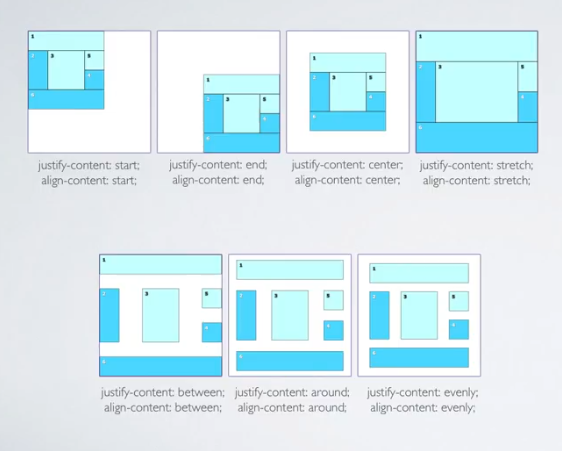 1
2 3 5
4
6
justify-content: start;
align-content: start;
1
2 3 5
4
6
justify-content: end;
align-content: end;
1
2 3 5
4
6
justify-content: center;
align-content: center;
1
2 3 5
4
6
justify-content: stretch;
align-content: stretch;
1
2 3 5
4
6
justify-content: between;
align-content: between;
1
2 3 5
4
6
justify-content: around;
align-content: around;
1
2 3 5
4
6
justify-content: evenly;
align-content: evenly;